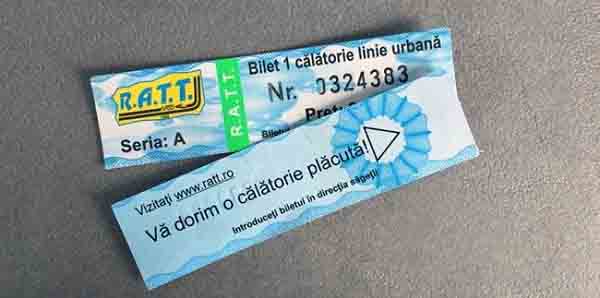 R.A.T.T.
Seria: A
R.A.T.T.
Bilet 1 călătorie linie urbană
Nr. 0324383
Preț:
Vizitați www.ratt.ro
Vă dorim o călătorie plăcută!
Introduceți biletul în direcția săgeții